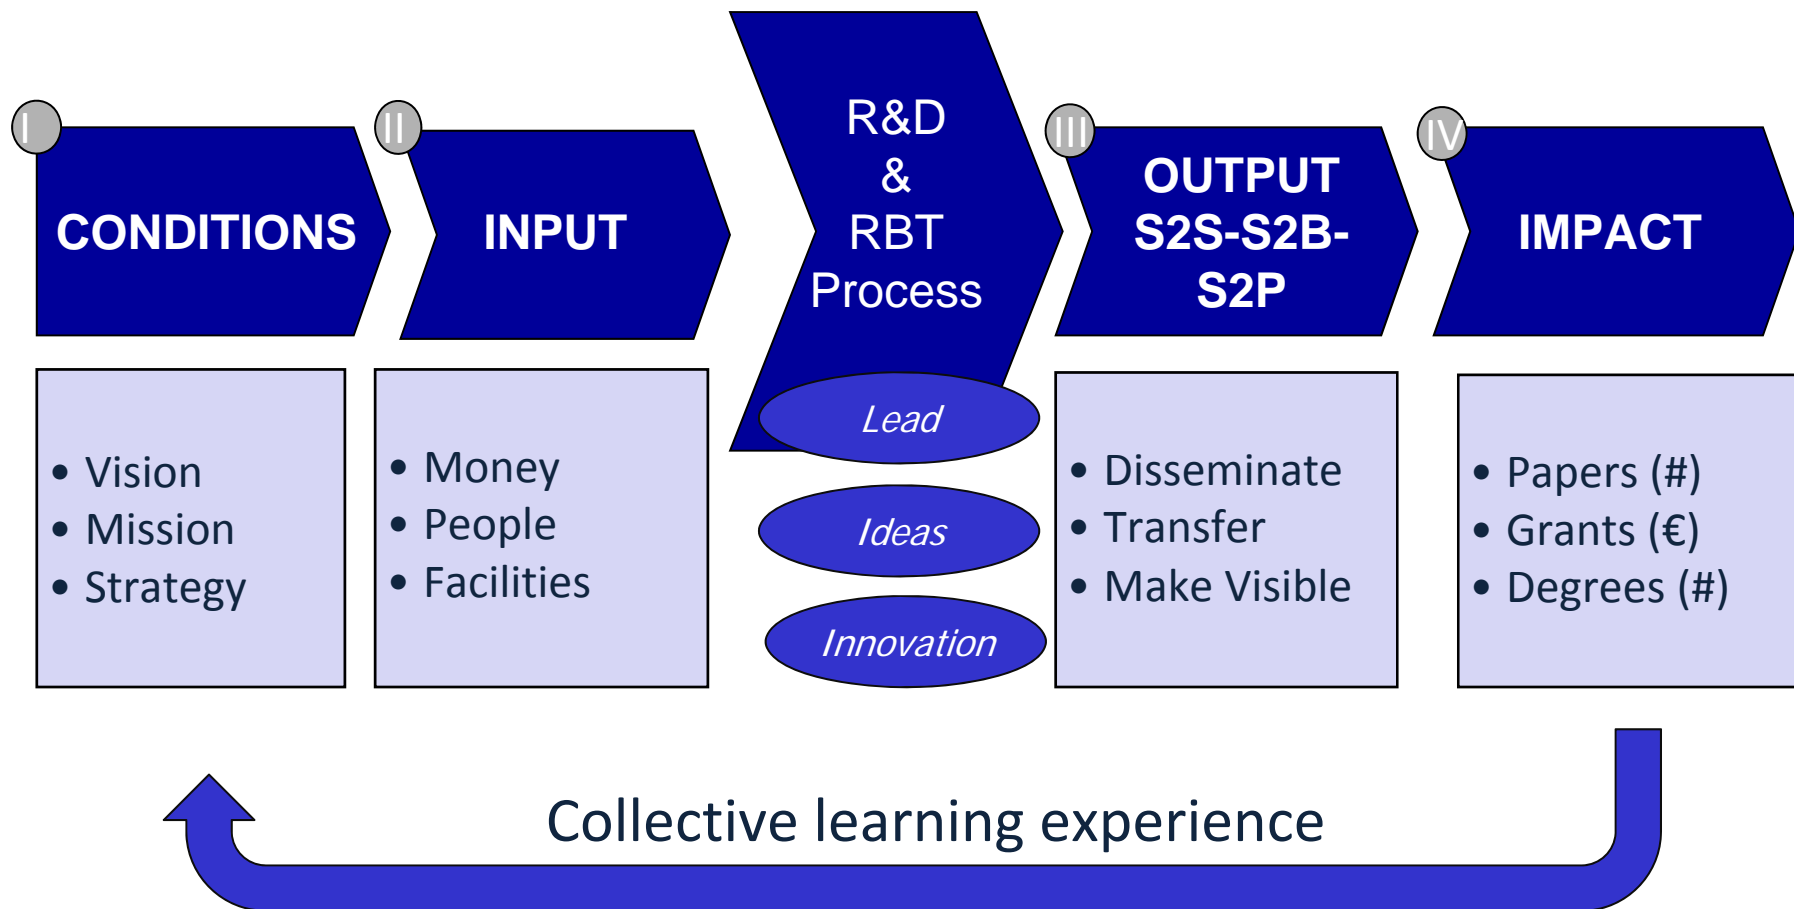 I
CONDITIONS
• Vision
• Mission
• Strategy
II
INPUT
• Money
• People
• Facilities
R&D
&
RBT
Process
Lead
Ideas
Innovation
III
OUTPUT
S2S-S2B-
S2P
• Disseminate
• Transfer
• Make Visible
IV
IMPACT
• Papers (#)
• Grants (€)
• Degrees (#)
Collective learning experience